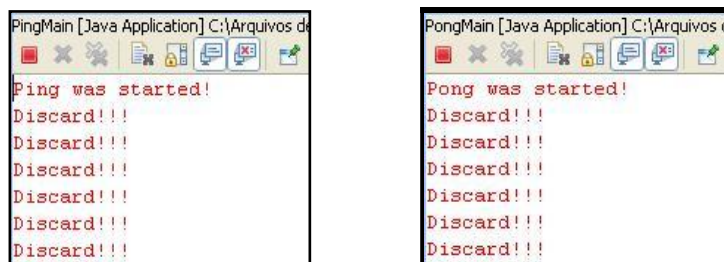 PingMain [Java Application] C:\Arquivos de
Ping was started!
Discard!!!
Discard!!!
Discard!!!
Discard!!!
Discard!!!
Discard!!!
PongMain [Java Application] C:\Arquivos
Pong was started!
Discard!!!
Discard!!!
Discard!!!
Discard!!!
Discard!!!
Discard!!!